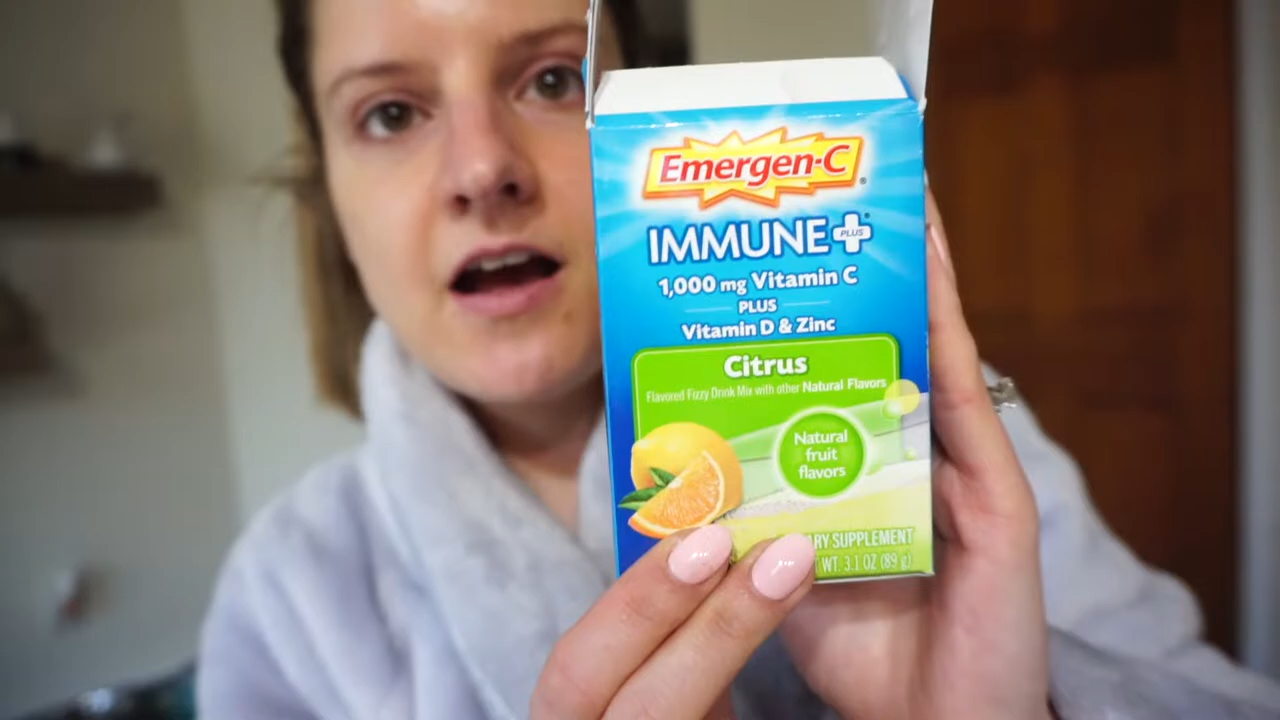 Emergen-C®
IMMUNE+ PLUS®
1,000 mg Vitamin C
PLUS
Vitamin D & Zinc
Citrus
Flavored Fizzy Drink Mix with other Natural Flavors
Natural
fruit
flavors
ARY SUPPLEMENT
WT. 3.1 OZ (89 g)